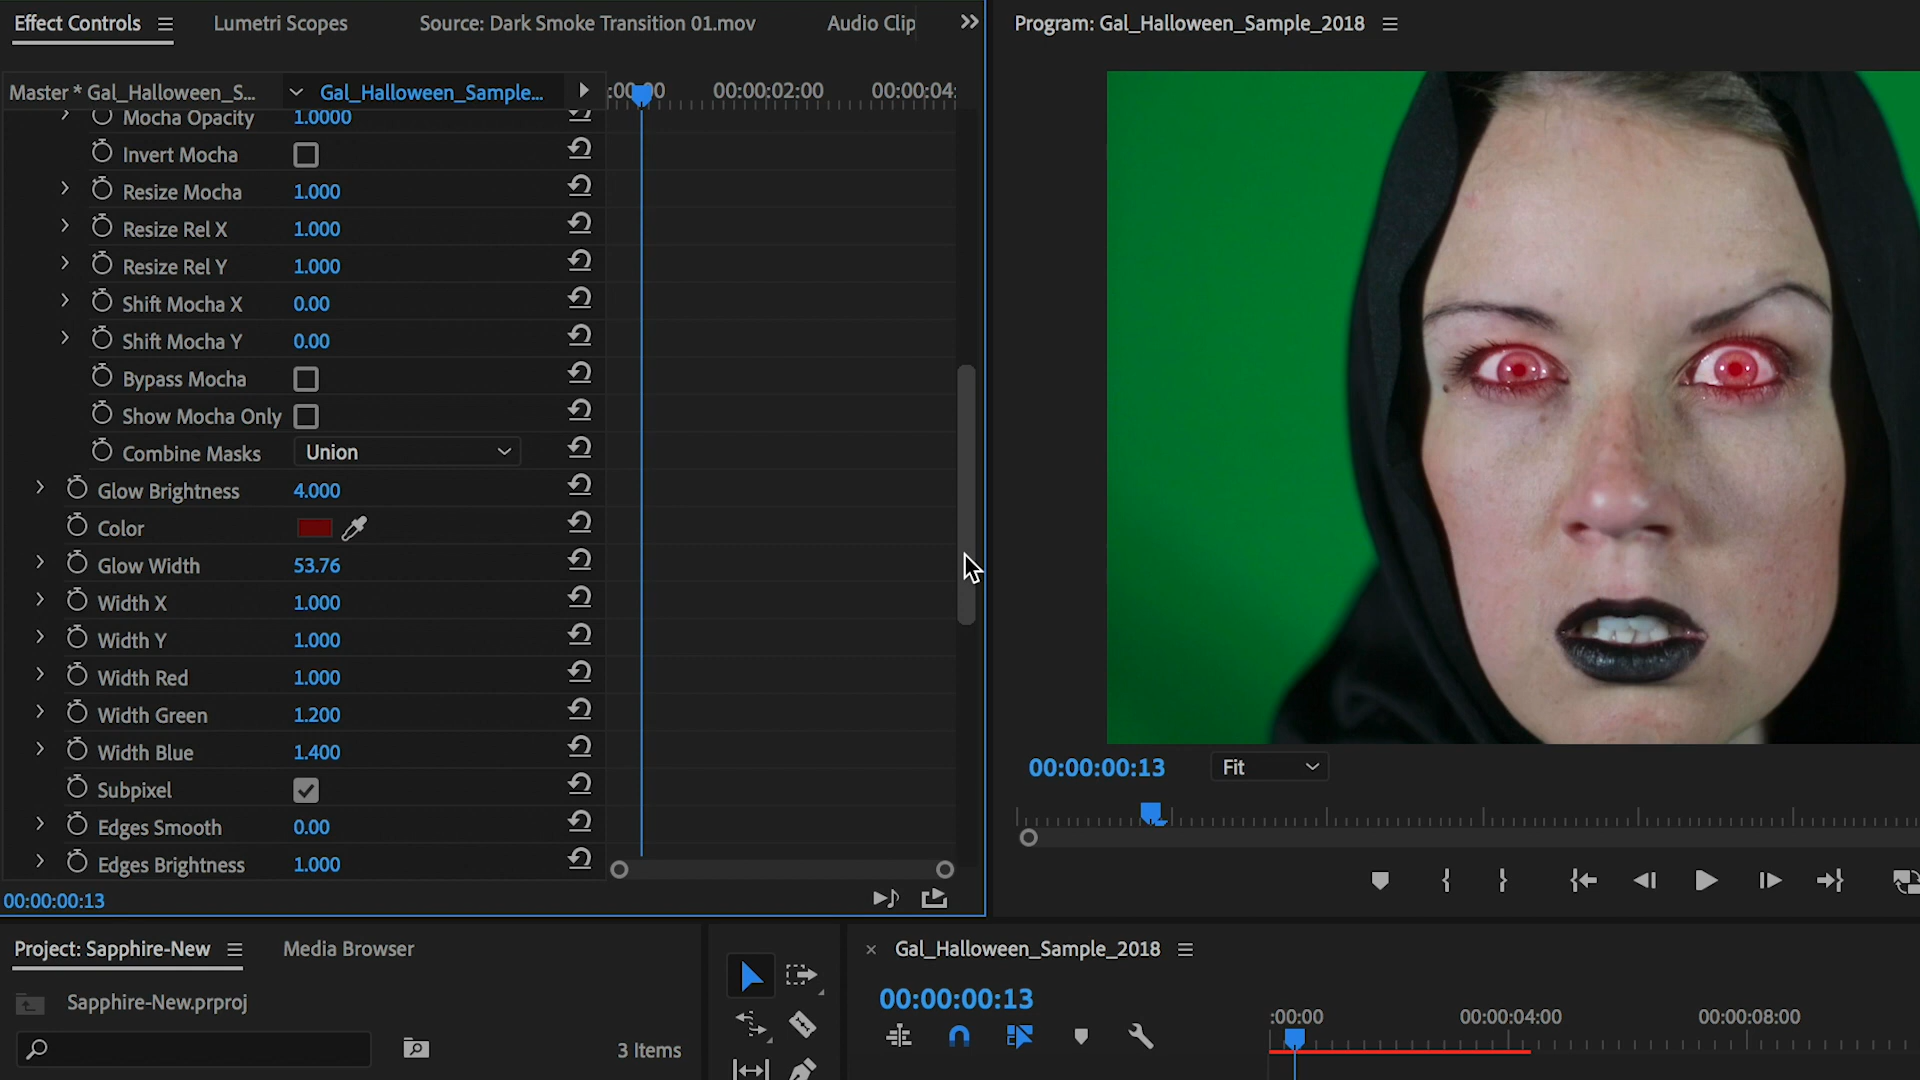 Effect Controls Lumetri Scopes Source: Dark Smoke Transition 01.mov Audio Clip
Master * Gal_Halloween_S... Gal_Halloween_Sample... :00:00 00:00:02:00 00:00:04:
Mocha Opacity 1.0000
Invert Mocha
Resize Mocha 1.000
Resize Rel X 1.000
Resize Rel Y 1.000
Shift Mocha X 0.00
Shift Mocha Y 0.00
Bypass Mocha
Show Mocha Only
Combine Masks Union
Glow Brightness 4.000
Color
Glow Width 53.76
Width X 1.000
Width Y 1.000
Width Red 1.000
Width Green 1.200
Width Blue 1.400
Subpixel
Edges Smooth 0.00
Edges Brightness 1.000
00:00:00:13
Program: Gal_Halloween_Sample_2018
00:00:00:13 Fit
Project: Sapphire-New Media Browser
Sapphire-New.prproj
3 Items
Gal_Halloween_Sample_2018
00:00:00:13
:00:00 00:00:04:00 00:00:08:00